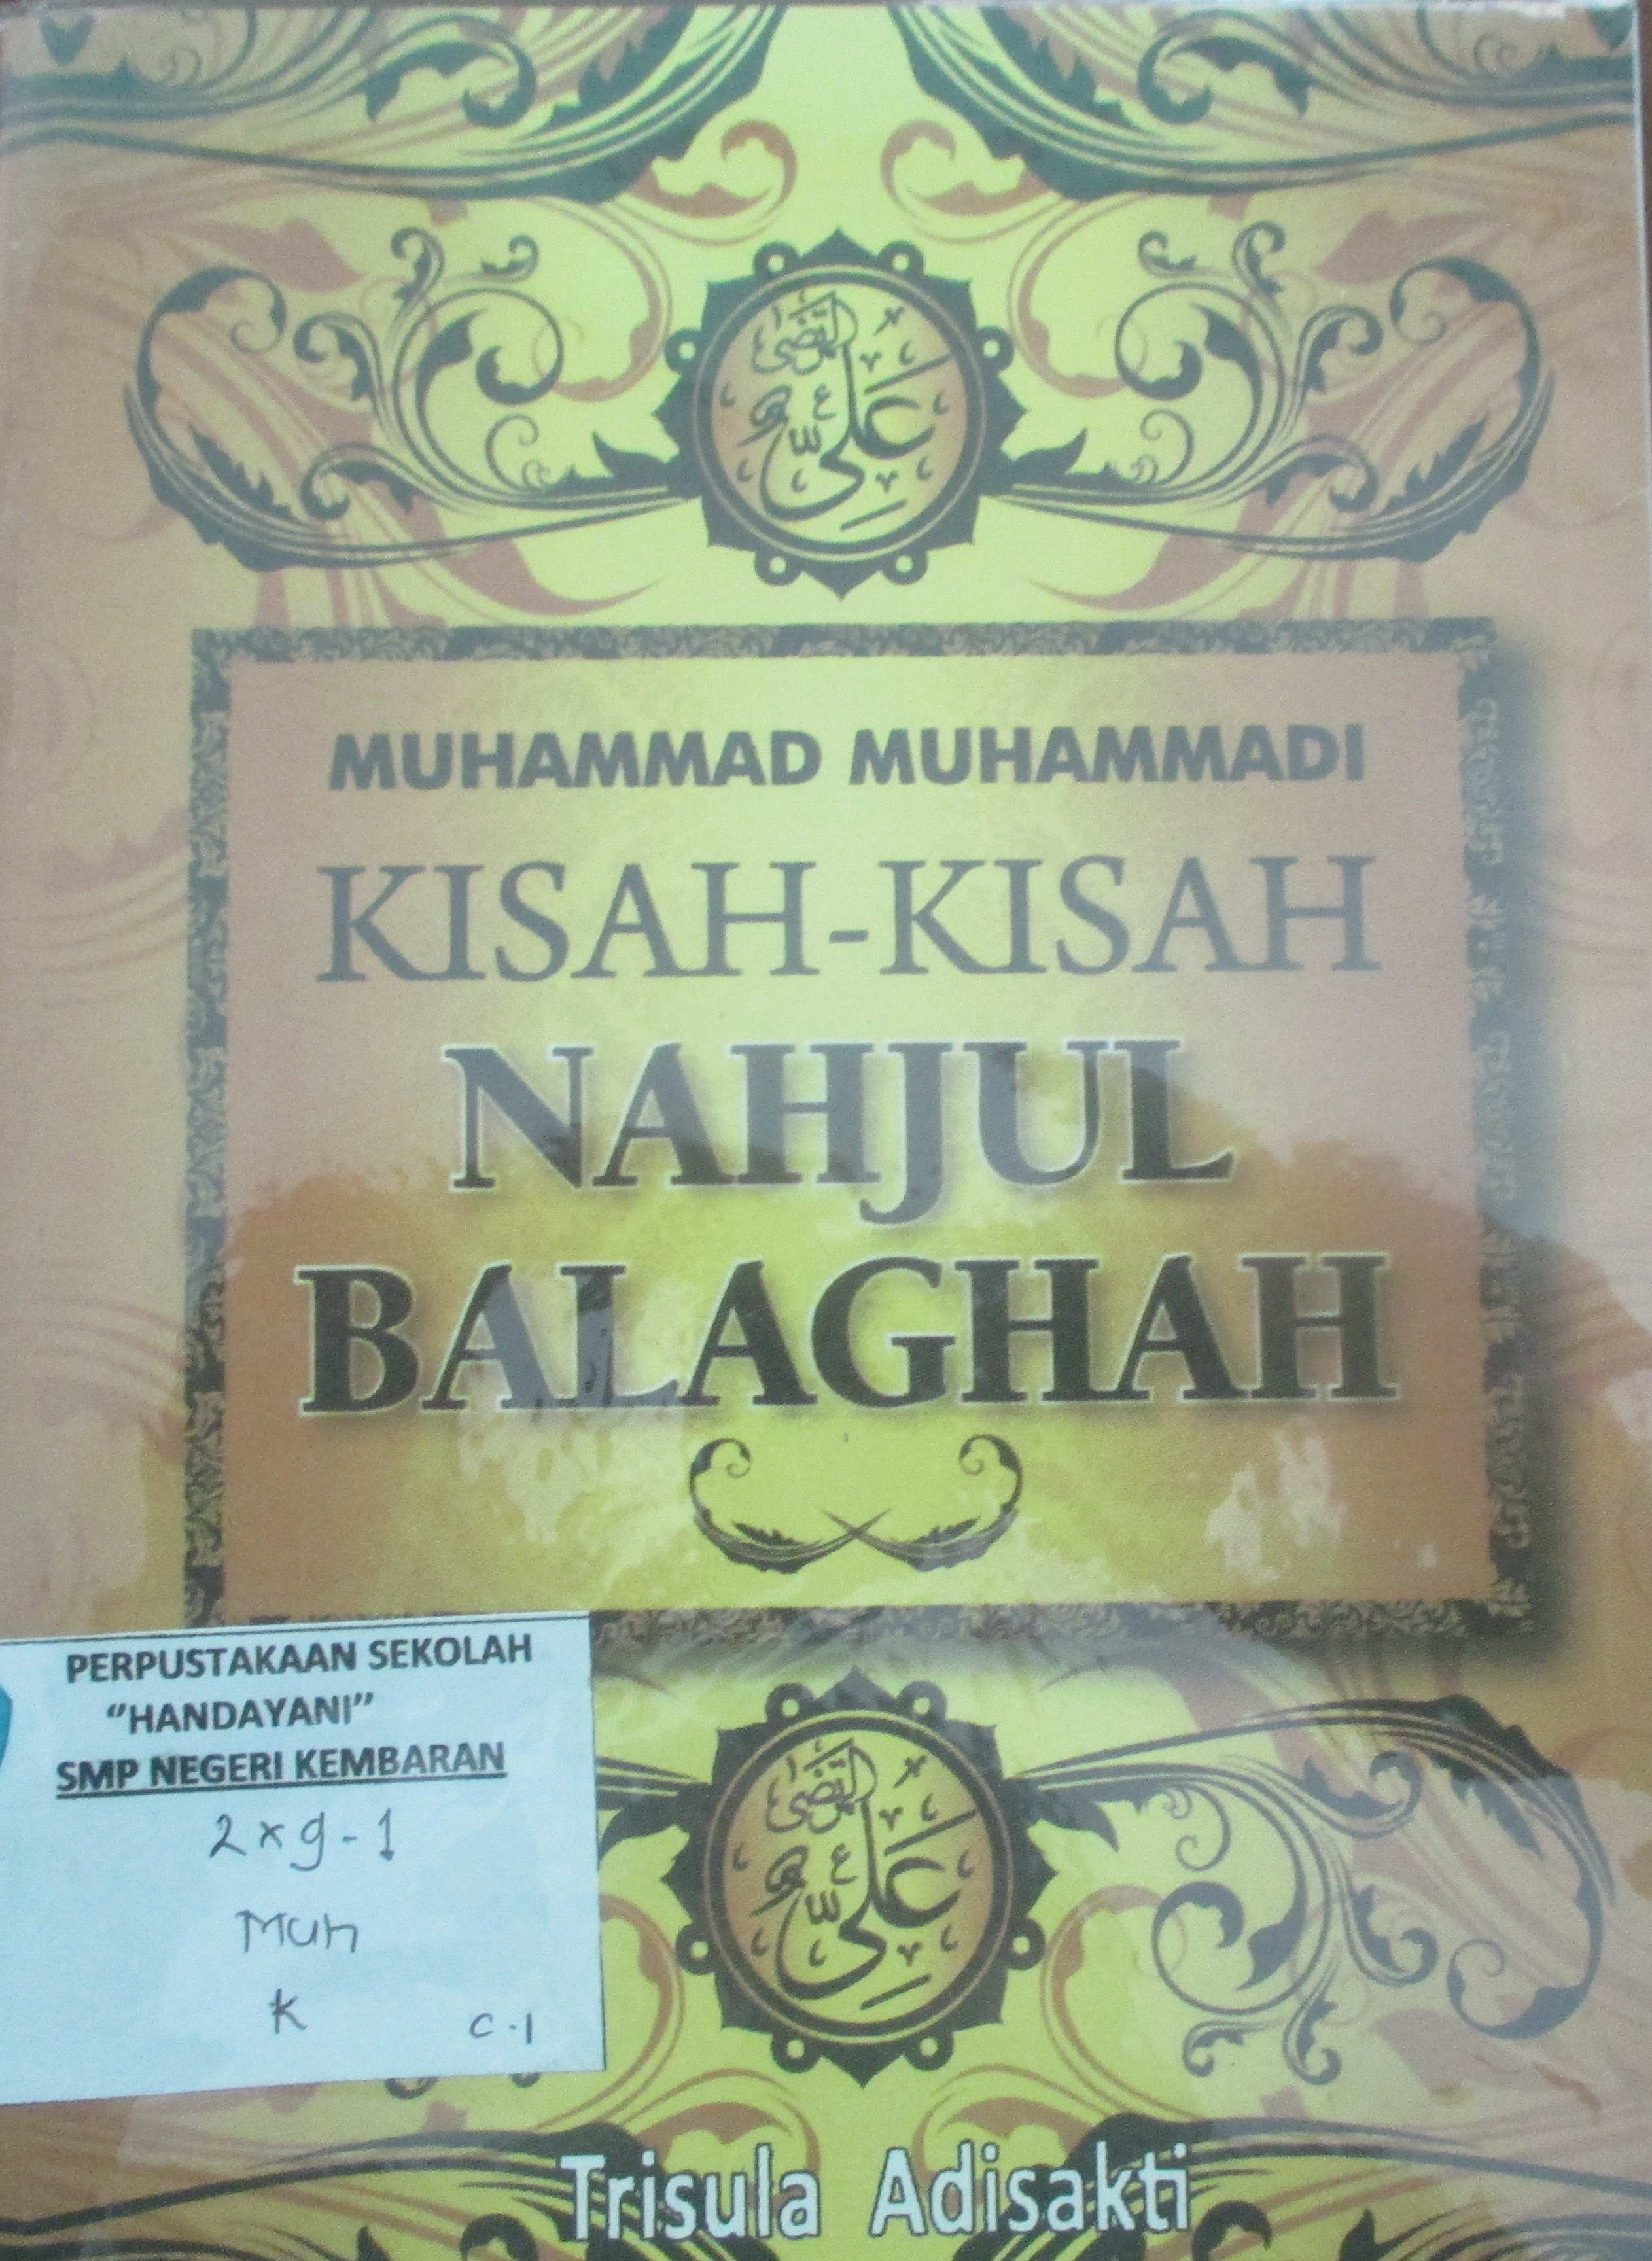 MUHAMMAD MUHAMMADI
KISAH-KISAH
NAHJUL
BALAGHAH
PERPUSTAKAAN SEKOLAH
"HANDAYANI"
SMP NEGERI KEMBARAN
2x9-1
Muh
K C.1
Trisula Adisakti